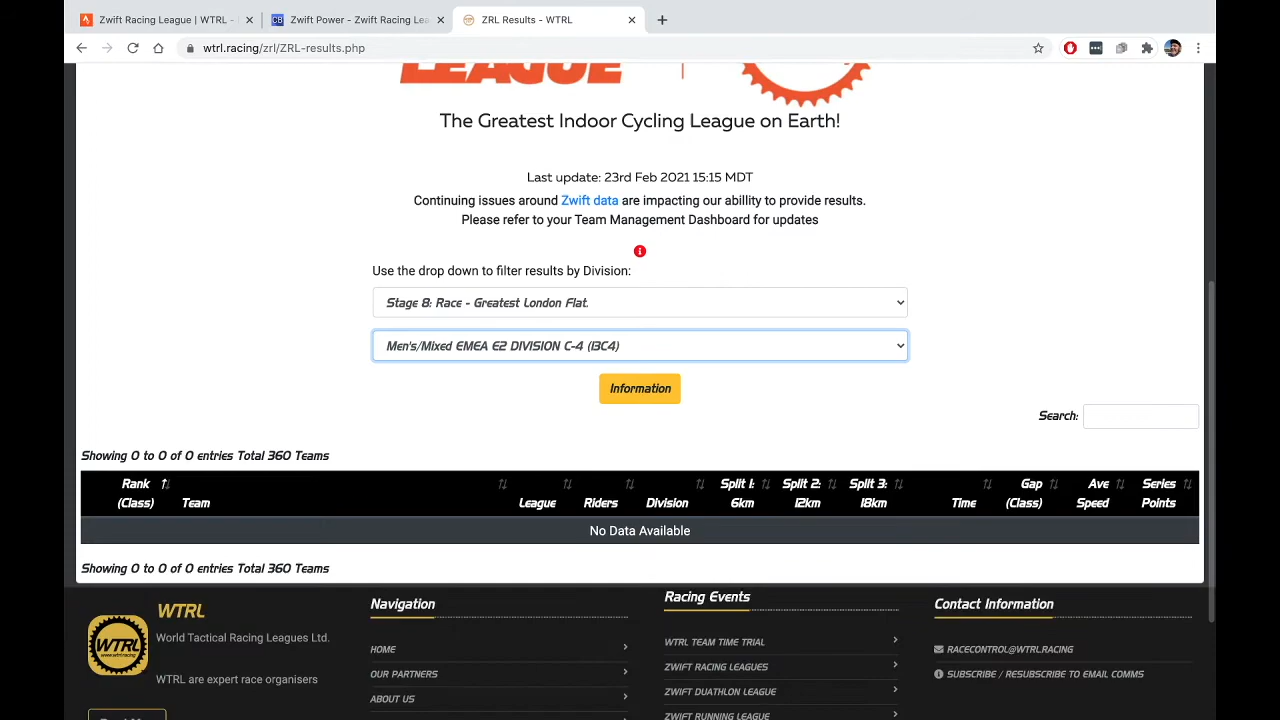 Zwift Racing League | WTRL -
Zwift Power - Zwift Racing Lea
ZRL Results - WTRL
wtrl.racing/zrl/ZRL-results.php
LEAGUE
The Greatest Indoor Cycling League on Earth!
Last update: 23rd Feb 2021 15:15 MDT
Continuing issues around Zwift data are impacting our abillity to provide results.
Please refer to your Team Management Dashboard for updates
Use the drop down to filter results by Division:
Stage 8: Race - Greatest London Flat.
Men's/Mixed EMEA E2 DIVISION C-4 (13C4)
Information
Search:
Showing 0 to 0 of 0 entries Total 360 Teams
Rank (Class) Team League Riders Division Split 1: 6km Split 2: 12km Split 3: 18km Time Gap (Class) Ave Speed Series Points
No Data Available
Showing 0 to 0 of 0 entries Total 360 Teams
WTRL
World Tactical Racing Leagues Ltd.
WTRL are expert race organisers
WTRL
www.wtrl.racing
Navigation
HOME
OUR PARTNERS
ABOUT US
Racing Events
WTRL TEAM TIME TRIAL
ZWIFT RACING LEAGUES
ZWIFT DUATHLON LEAGUE
ZWIFT RUNNING LEAGUE
Contact Information
RACECONTROL@WTRL.RACING
SUBSCRIBE / RESUBSCRIBE TO EMAIL COMMS